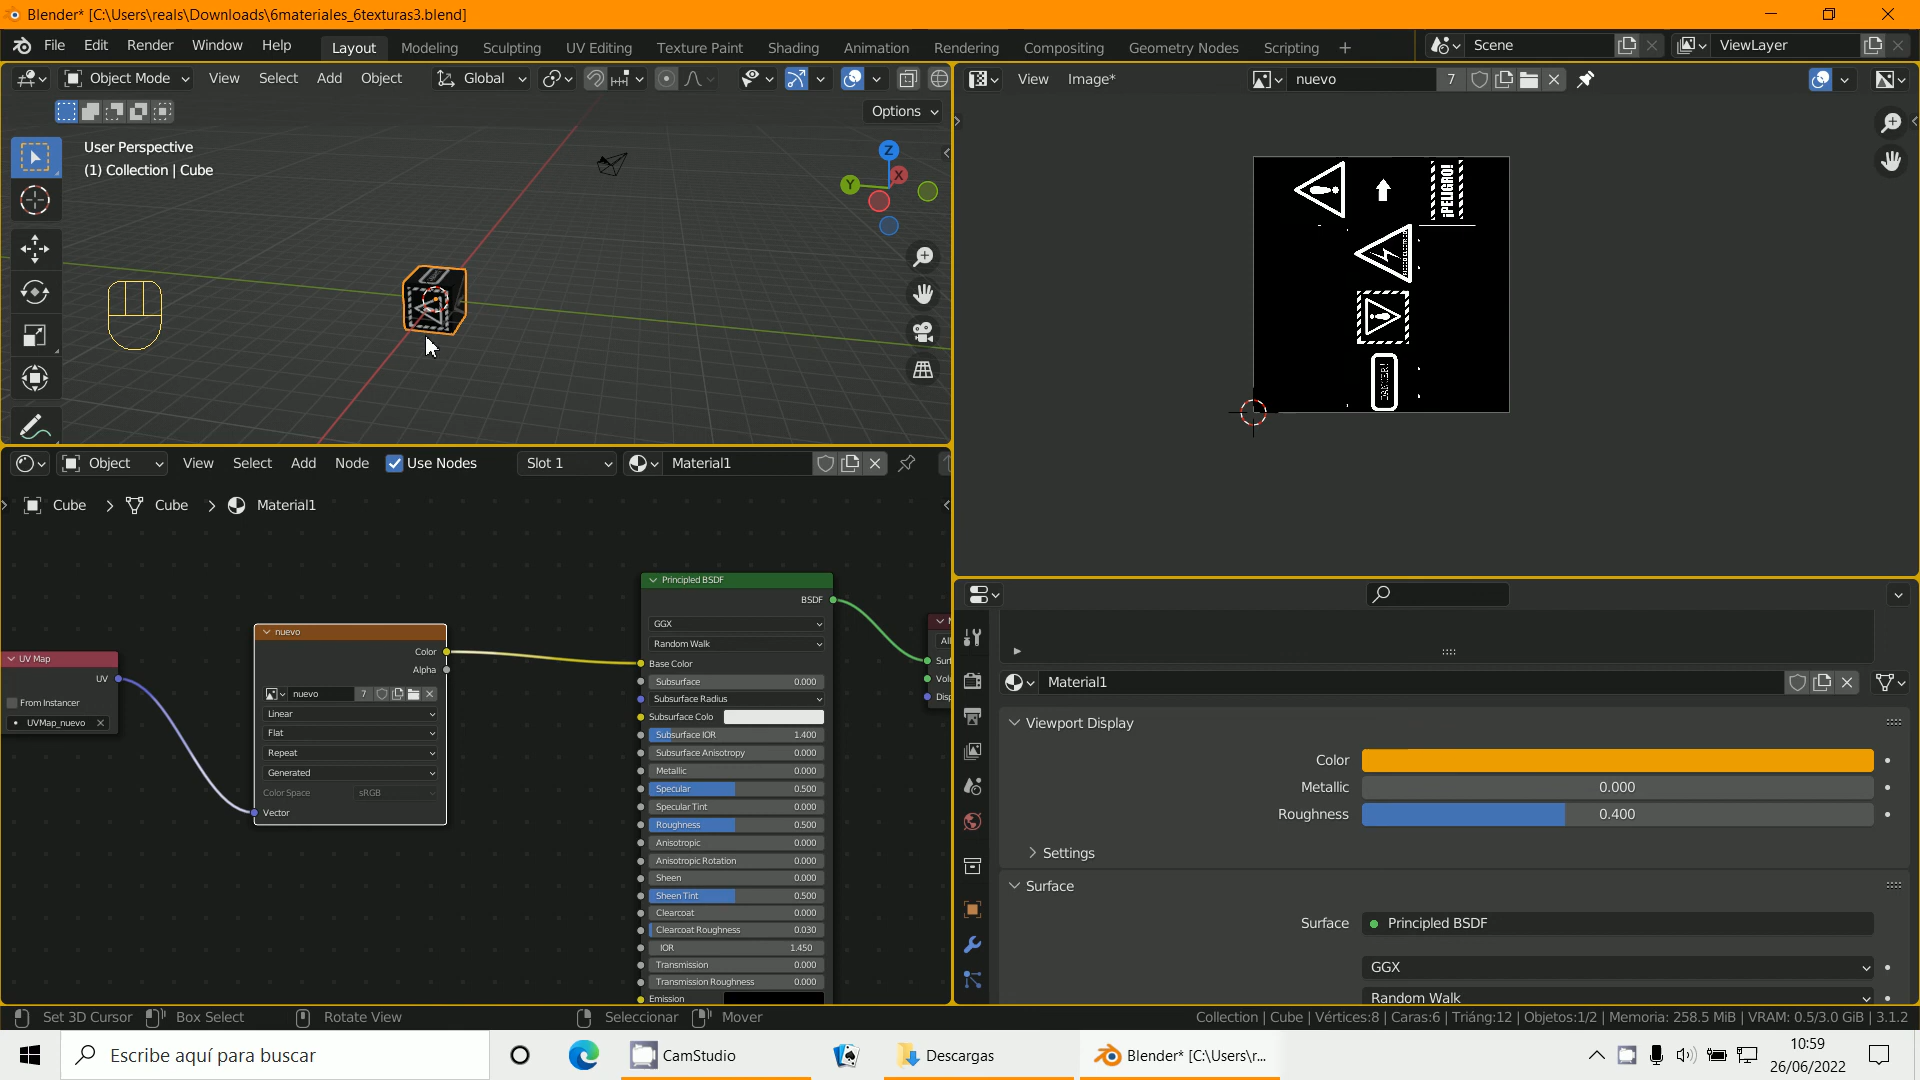 Blender* [C:\Users\reals\Downloads\6materiales_6texturas3.blend]
File Edit Render Window Help
Layout Modeling Sculpting UV Editing Texture Paint Shading Animation Rendering Compositing Geometry Nodes Scripting +
Scene
ViewLayer
Object Mode View Select Add Object Global
Options
User Perspective
(1) Collection | Cube
Z
Y
X
View Image*
nuevo 7
¡PELIGRO!
Object View Select Add Node Use Nodes Slot 1 Material1
Cube > Cube > Material1
UV Map
UV
From Instancer
UVMap_nuevo
nuevo
Color
Alpha
nuevo 7
Linear
Flat
Repeat
Generated
Color Space sRGB
Vector
Principled BSDF
BSDF
GGX
Random Walk
Base Color
Subsurface 0.000
Subsurface Radius
Subsurface Colo
Subsurface IOR 1.400
Subsurface Anisotropy 0.000
Metallic 0.000
Specular 0.500
Specular Tint 0.000
Roughness 0.500
Anisotropic 0.000
Anisotropic Rotation 0.000
Sheen 0.000
Sheen Tint 0.500
Clearcoat 0.000
Clearcoat Roughness 0.030
IOR 1.450
Transmission 0.000
Transmission Roughness 0.000
Emission
Material1
Viewport Display
Color
Metallic 0.000
Roughness 0.400
Settings
Surface
Surface Principled BSDF
GGX
Random Walk
Set 3D Cursor Box Select Rotate View Seleccionar Mover
Collection | Cube | Vértices:8 | Caras:6 | Triáng:12 | Objetos:1/2 | Memoria: 258.5 MiB | VRAM: 0.5/3.0 GiB | 3.1.2
Escribe aquí para buscar
CamStudio
Descargas
Blender* [C:\Users\r...
10:59
26/06/2022